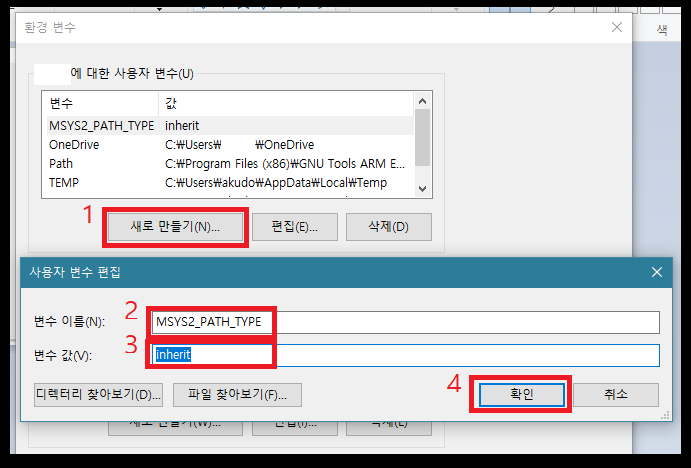 색
환경 변수
에 대한 사용자 변수(U)
변수 값
MSYS2_PATH_TYPE inherit
OneDrive C:₩Users₩ ₩OneDrive
Path C:₩Program Files (x86)₩GNU Tools ARM E...
TEMP C:₩Users₩akudo₩AppData₩Local₩Temp
1 새로 만들기(N)... 편집(E)... 삭제(D)
사용자 변수 편집
2 변수 이름(N): MSYS2_PATH_TYPE
3 변수 값(V): inherit
디렉터리 찾아보기(D)... 파일 찾아보기(F)... 4 확인 취소
새로 만들기(W)... 편집(I)... 삭제(L)